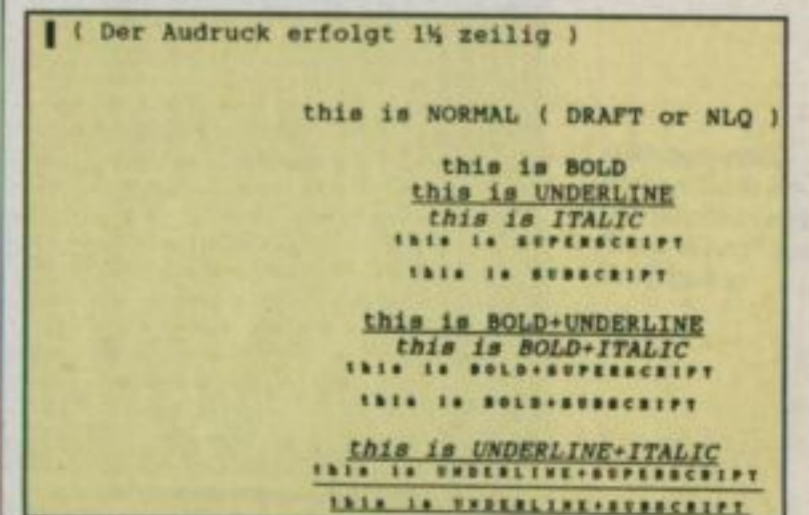 ( Der Audruck erfolgt 1½ zeilig )
this is NORMAL ( DRAFT or NLQ )
this is BOLD
this is UNDERLINE
this is ITALIC
this is SUPERSCRIPT
this is SUBSCRIPT
this is BOLD+UNDERLINE
this is BOLD+ITALIC
this is BOLD+SUPERSCRIPT
this is BOLD+SUBSCRIPT
this is UNDERLINE+ITALIC
this is UNDERLINE+SUPERSCRIPT
this is UNDERLINE+SUBSCRIPT